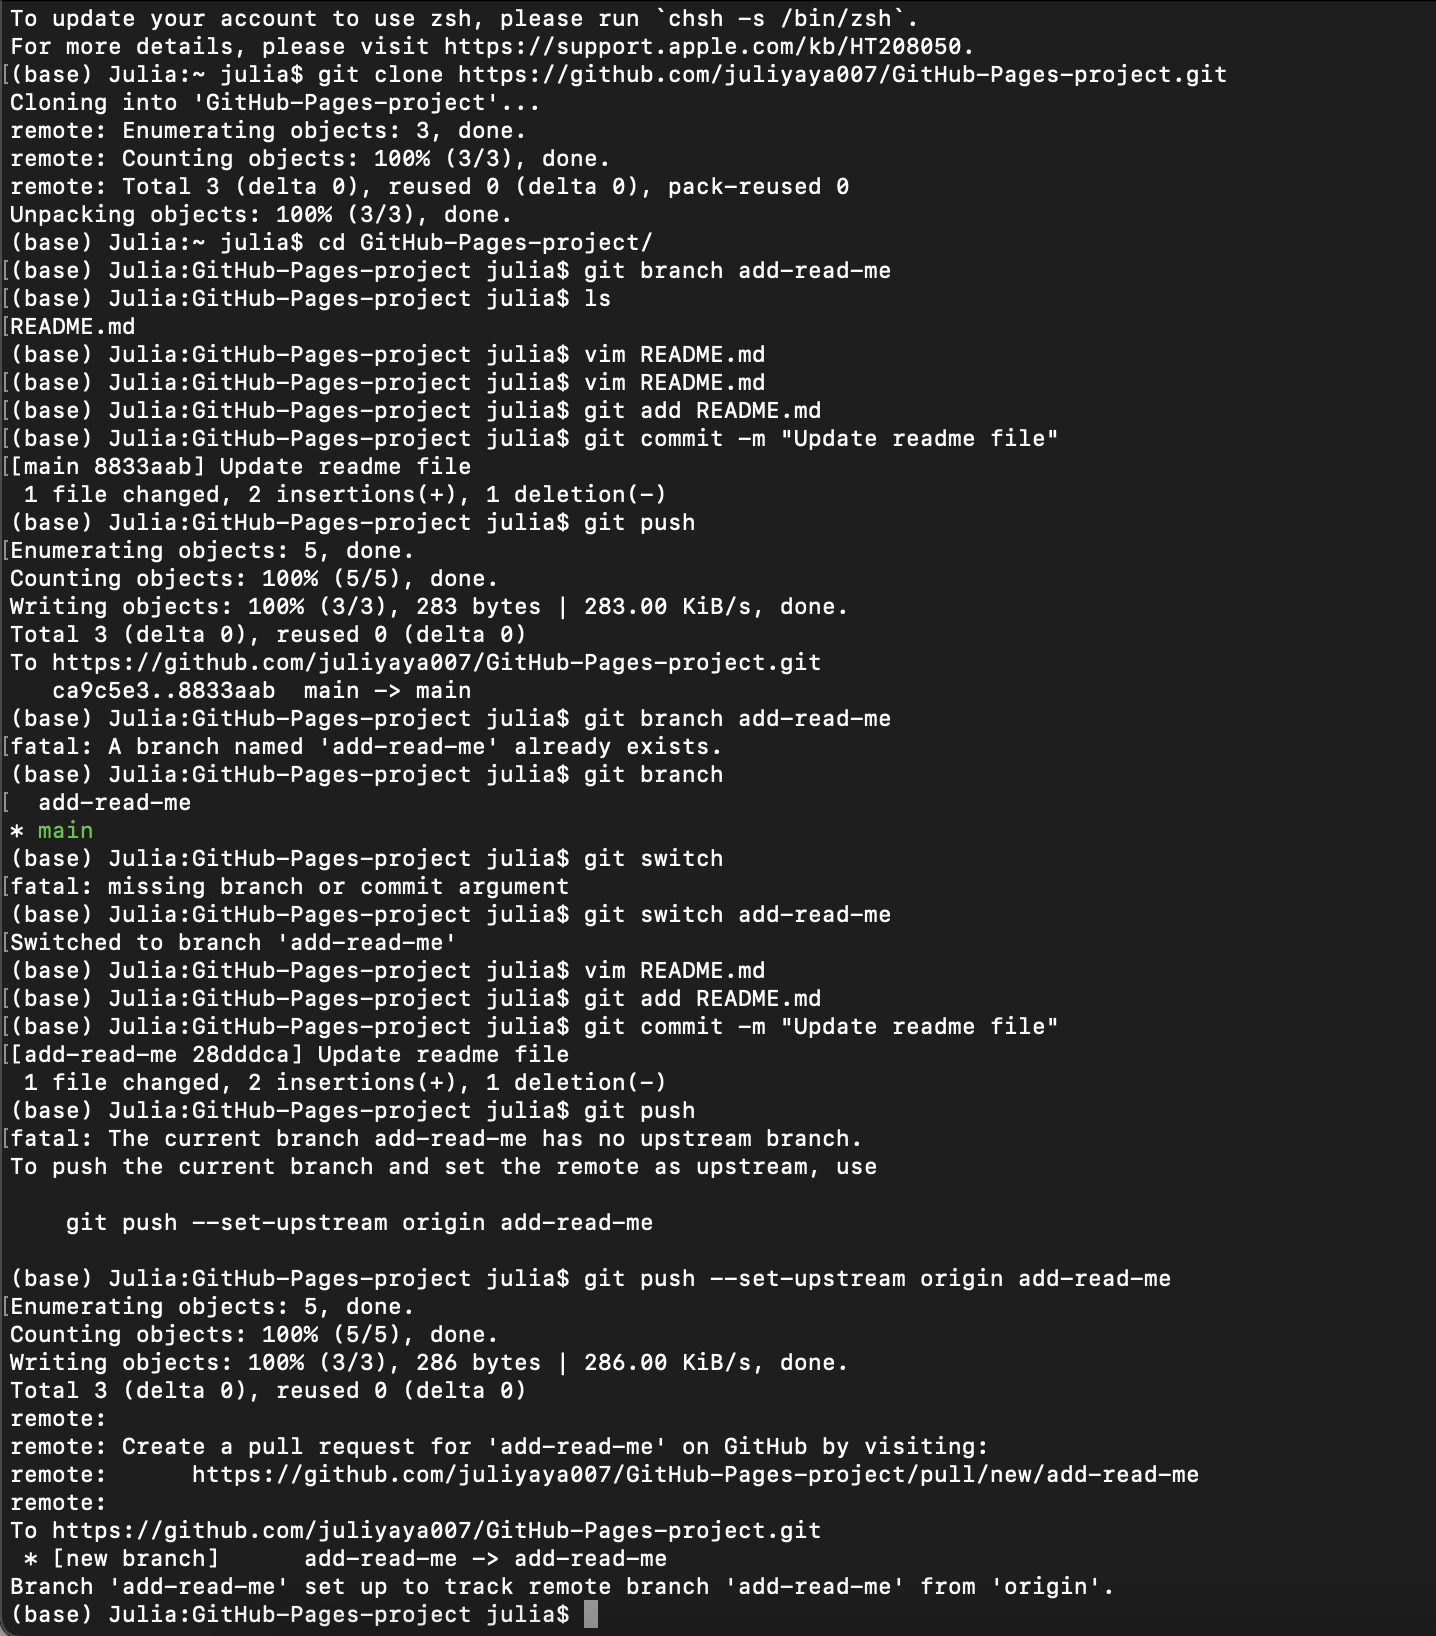 To update your account to use zsh, please run `chsh -s /bin/zsh`.
For more details, please visit https://support.apple.com/kb/HT208050.
[(base) Julia:~ julia$ git clone https://github.com/juliyaya007/GitHub-Pages-project.git
Cloning into 'GitHub-Pages-project'...
remote: Enumerating objects: 3, done.
remote: Counting objects: 100% (3/3), done.
remote: Total 3 (delta 0), reused 0 (delta 0), pack-reused 0
Unpacking objects: 100% (3/3), done.
(base) Julia:~ julia$ cd GitHub-Pages-project/
[(base) Julia:GitHub-Pages-project julia$ git branch add-read-me
[(base) Julia:GitHub-Pages-project julia$ ls
[README.md
(base) Julia:GitHub-Pages-project julia$ vim README.md
[(base) Julia:GitHub-Pages-project julia$ vim README.md
[(base) Julia:GitHub-Pages-project julia$ git add README.md
[(base) Julia:GitHub-Pages-project julia$ git commit -m "Update readme file"
[[main 8833aab] Update readme file
 1 file changed, 2 insertions(+), 1 deletion(-)
(base) Julia:GitHub-Pages-project julia$ git push
[Enumerating objects: 5, done.
Counting objects: 100% (5/5), done.
Writing objects: 100% (3/3), 283 bytes | 283.00 KiB/s, done.
Total 3 (delta 0), reused 0 (delta 0)
To https://github.com/juliyaya007/GitHub-Pages-project.git
   ca9c5e3..8833aab  main -> main
(base) Julia:GitHub-Pages-project julia$ git branch add-read-me
[fatal: A branch named 'add-read-me' already exists.
(base) Julia:GitHub-Pages-project julia$ git branch
[  add-read-me
* main
(base) Julia:GitHub-Pages-project julia$ git switch
[fatal: missing branch or commit argument
(base) Julia:GitHub-Pages-project julia$ git switch add-read-me
[Switched to branch 'add-read-me'
(base) Julia:GitHub-Pages-project julia$ vim README.md
[(base) Julia:GitHub-Pages-project julia$ git add README.md
[(base) Julia:GitHub-Pages-project julia$ git commit -m "Update readme file"
[[add-read-me 28dddca] Update readme file
 1 file changed, 2 insertions(+), 1 deletion(-)
(base) Julia:GitHub-Pages-project julia$ git push
[fatal: The current branch add-read-me has no upstream branch.
To push the current branch and set the remote as upstream, use

    git push --set-upstream origin add-read-me

(base) Julia:GitHub-Pages-project julia$ git push --set-upstream origin add-read-me
[Enumerating objects: 5, done.
Counting objects: 100% (5/5), done.
Writing objects: 100% (3/3), 286 bytes | 286.00 KiB/s, done.
Total 3 (delta 0), reused 0 (delta 0)
remote:
remote: Create a pull request for 'add-read-me' on GitHub by visiting:
remote:      https://github.com/juliyaya007/GitHub-Pages-project/pull/new/add-read-me
remote:
To https://github.com/juliyaya007/GitHub-Pages-project.git
 * [new branch]      add-read-me -> add-read-me
Branch 'add-read-me' set up to track remote branch 'add-read-me' from 'origin'.
(base) Julia:GitHub-Pages-project julia$